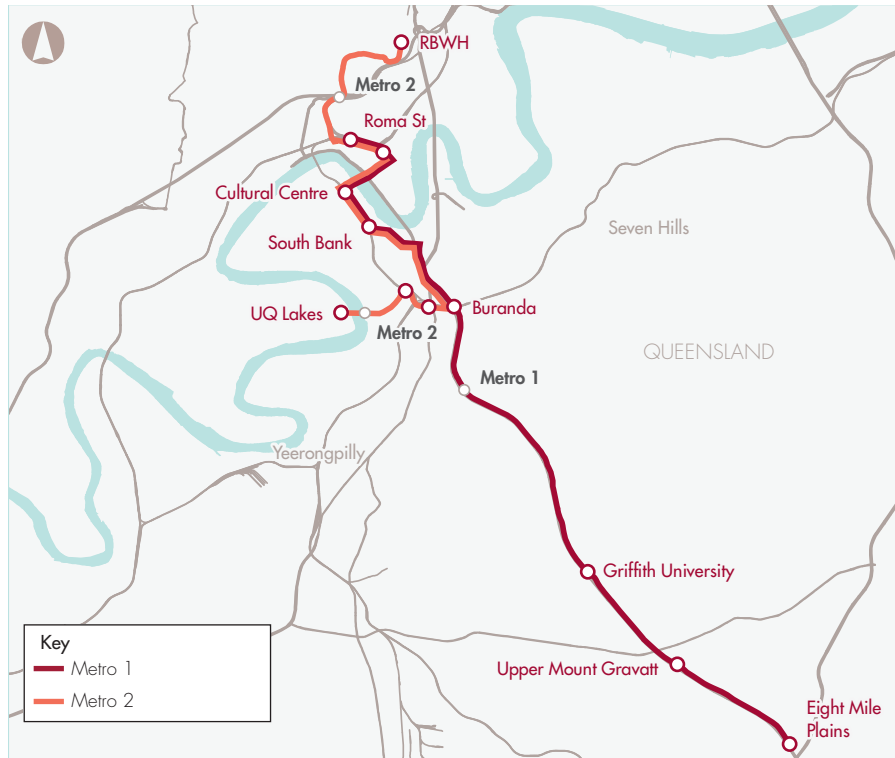 RBWH
Metro 2
Roma St
Cultural Centre
Seven Hills
South Bank
UQ Lakes
Buranda
Metro 2
QUEENSLAND
Metro 1
Yeerongpilly
Griffith University
Key
Metro 1
Metro 2
Upper Mount Gravatt
Eight Mile
Plains